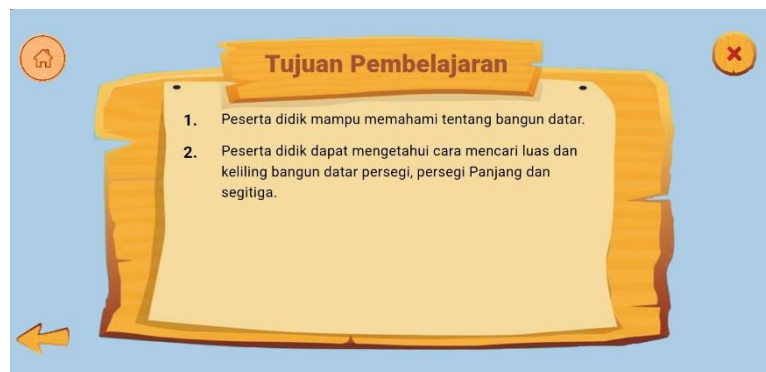 Tujuan Pembelajaran
1. Peserta didik mampu memahami tentang bangun datar.
2. Peserta didik dapat mengetahui cara mencari luas dan
keliling bangun datar persegi, persegi Panjang dan
segitiga.